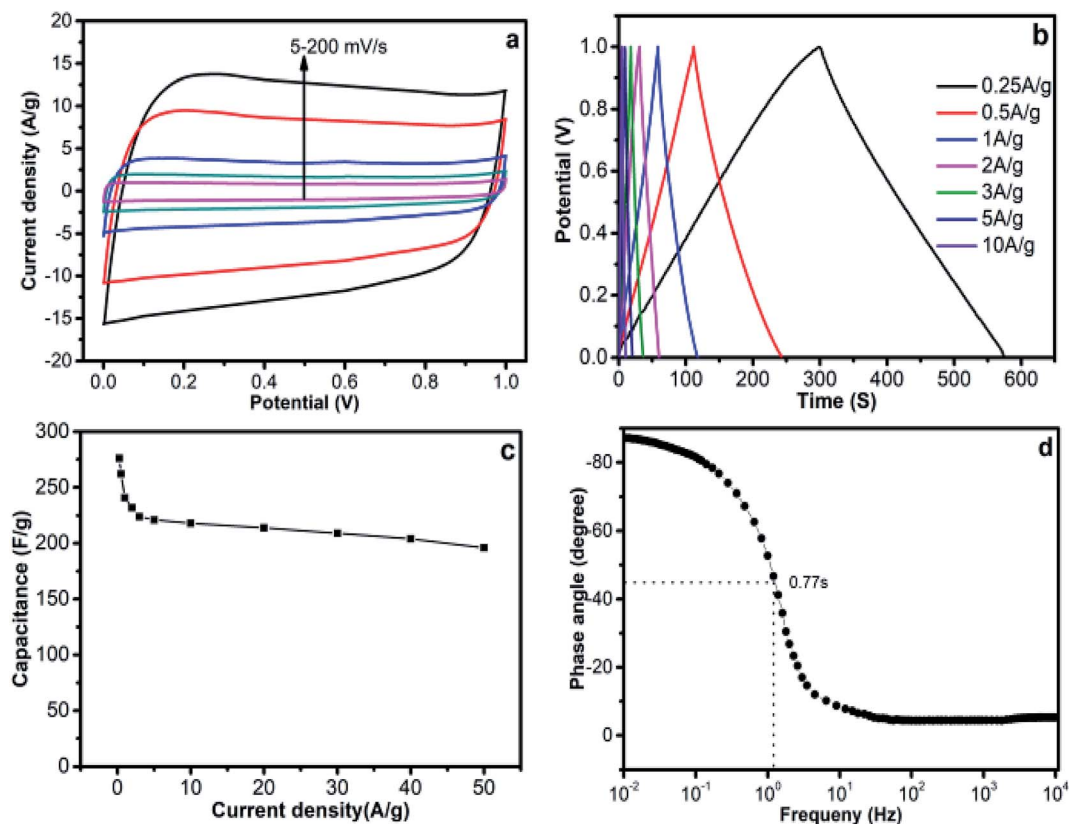 a
5-200 mV/s
20
15
10
5
0
-5
-10
-15
-20
Current density (A/g)
0.0 0.2 0.4 0.6 0.8 1.0
Potential (V)
b
0.25A/g
0.5A/g
1A/g
2A/g
3A/g
5A/g
10A/g
1.0
0.8
0.6
0.4
0.2
0.0
Potential (V)
0 100 200 300 400 500 600
Time (S)
c
300
250
200
150
100
50
0
Capacitance (F/g)
0 10 20 30 40 50
Current density(A/g)
d
0.77s
-80
-60
-40
-20
0
Phase angle (degree)
10⁻² 10⁻¹ 10⁰ 10¹ 10² 10³ 10⁴
Frequeny (Hz)